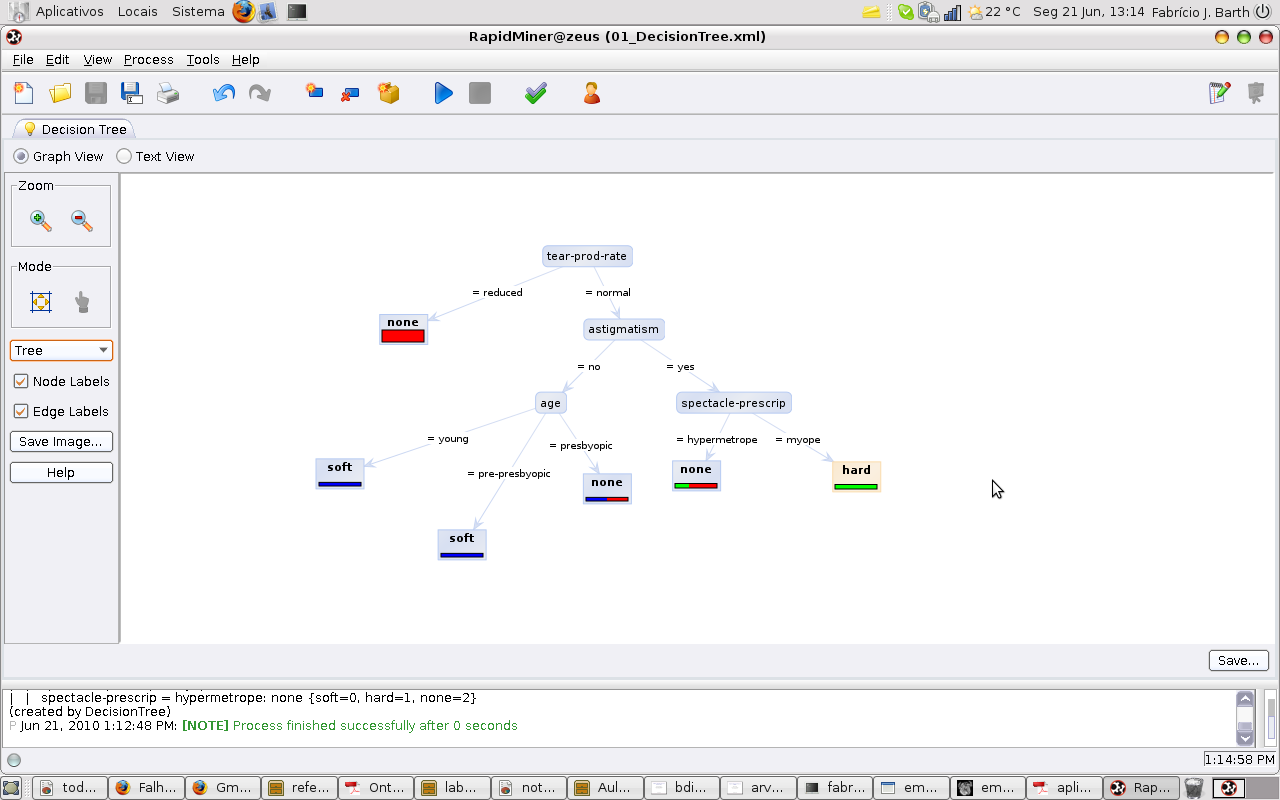 Aplicativos Locais Sistema 22 °C Seg 21 Jun, 13:14 Fabrício J. Barth
RapidMiner@zeus (01_DecisionTree.xml)
File Edit View Process Tools Help
Decision Tree
Graph View Text View
Zoom
Mode
Tree
Node Labels
Edge Labels
Save Image...
Help
tear-prod-rate
= reduced = normal
none
astigmatism
= no = yes
age spectacle-prescrip
= young = presbyopic = hypermetrope = myope
soft = pre-presbyopic none none hard
soft
Save...
| | spectacle-prescrip = hypermetrope: none {soft=0, hard=1, none=2}
(created by DecisionTree)
P Jun 21, 2010 1:12:48 PM: [NOTE] Process finished successfully after 0 seconds
1:14:58 PM
tod... Falh... Gm... refe... Ont... lab... not... Aul... bdi... arv... fabr... em... em... apli... Rap...